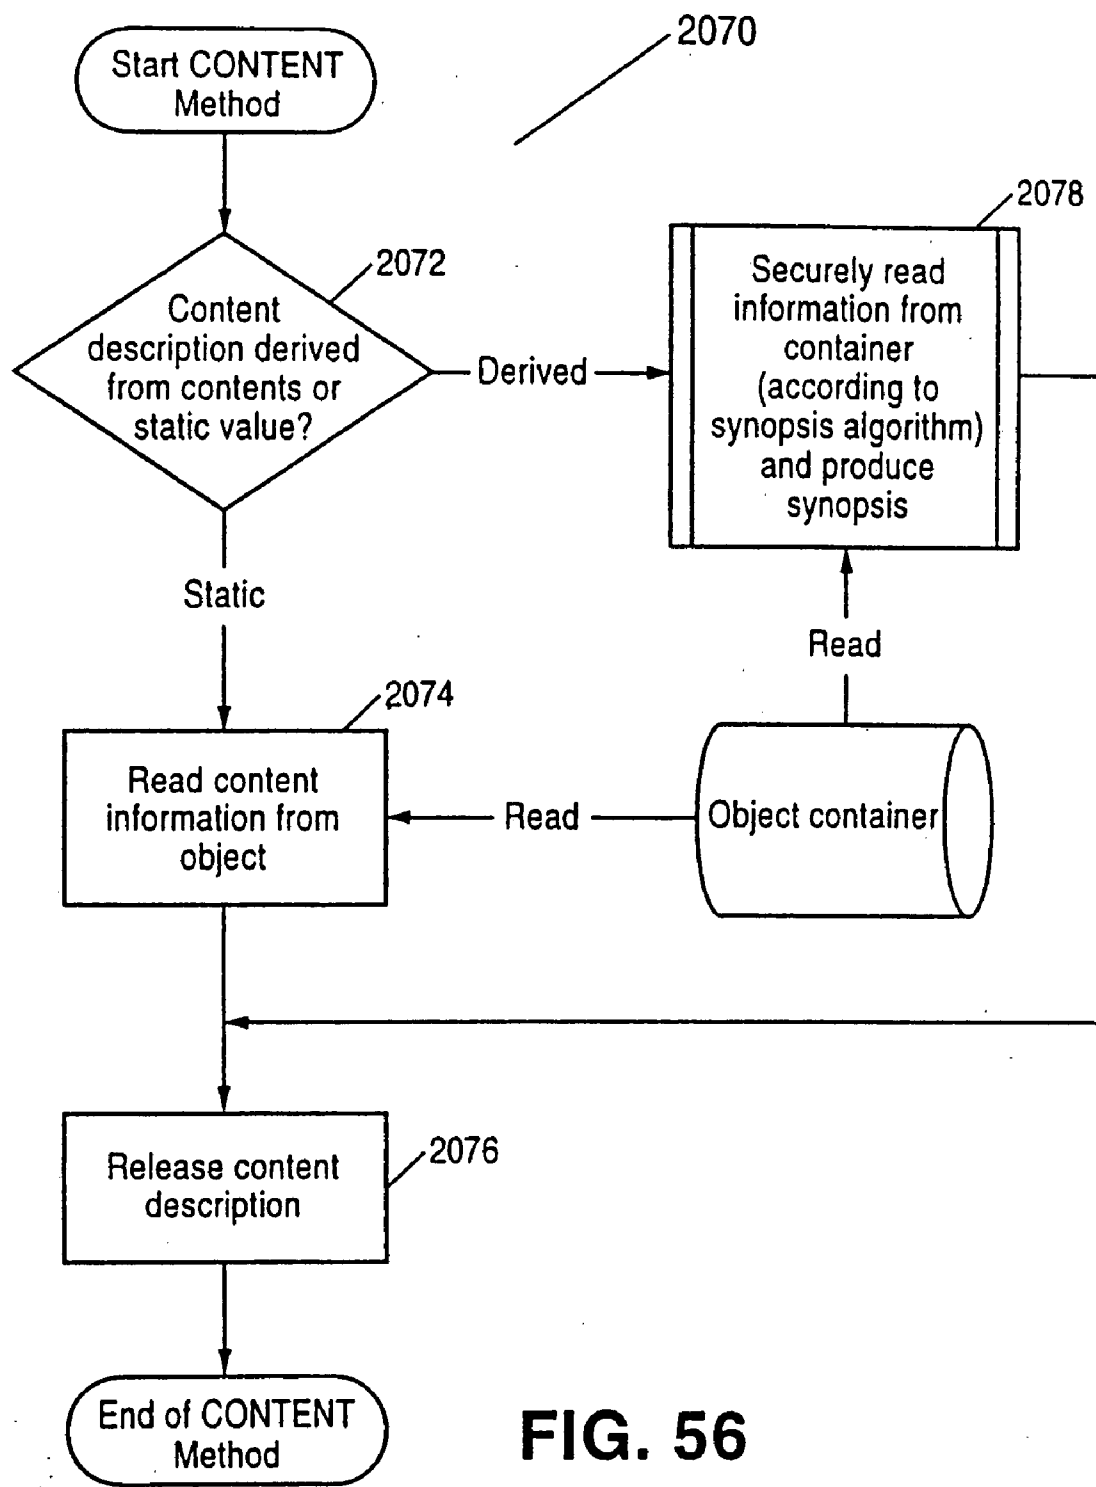 2070
Start CONTENT
Method
2078
2072
Content
description derived
from contents or
static value?
Derived
Securely read
information from
container
(according to
synopsis algorithm)
and produce
synopsis
Static
Read
2074
Read content
information from
object
Read
Object container
2076
Release content
description
End of CONTENT
Method
FIG. 56